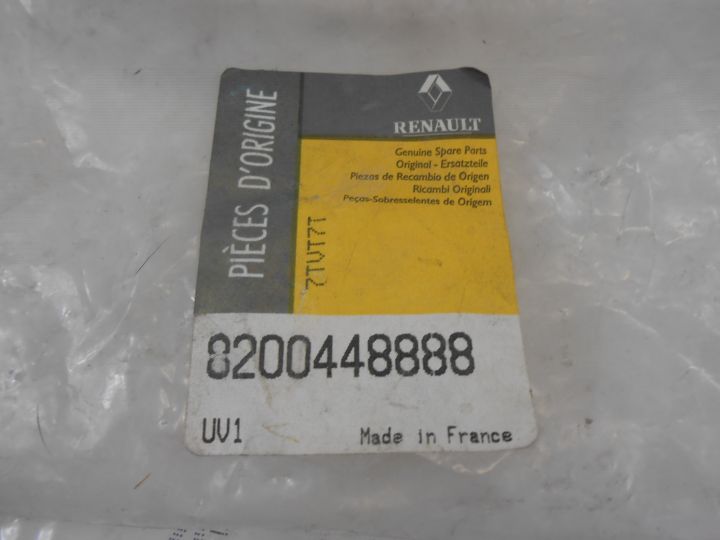 PIÈCES D'ORIGINE
RENAULT
Genuine Spare Parts
Original - Ersatzteile
Piezas de Recambio de Origen
Ricambi Originali
Peças-Sobresselentes de Origem
7TVT7T
8200448888
UV1
Made in France